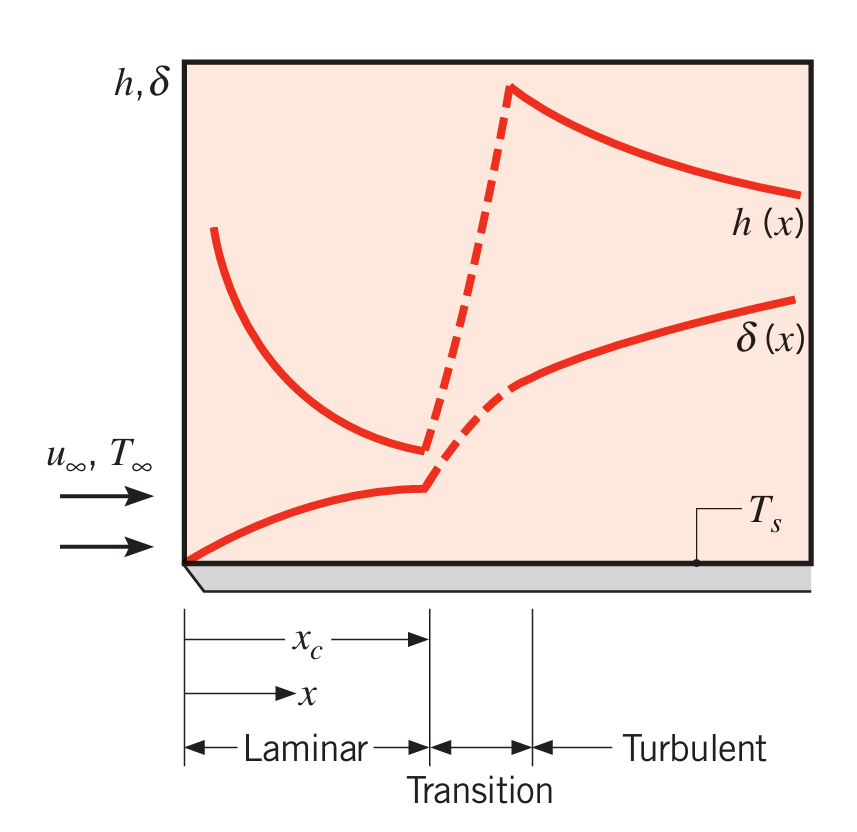 h, δ
h (x)
δ (x)
u∞, T∞
Ts
xc
x
Laminar
Turbulent
Transition